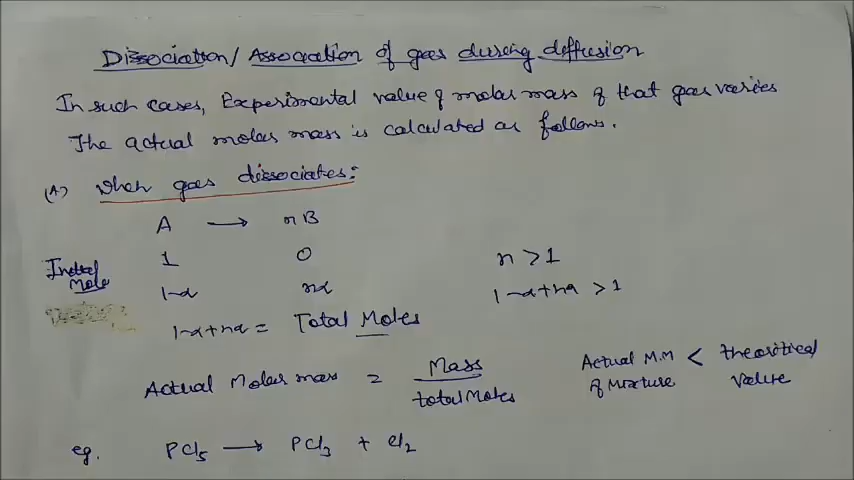 Dissociation/ Association of gas during diffusion
In such cases, Experimental value of molar mass of that gas varies
The actual molar mass is calculated as follows.
(A) when gas dissociates:
A ⟶ nB
Initial Mole 1 0 n > 1
1-α nα 1-α+nα > 1
1-α+nα = Total Moles
Actual Molar mass = Mass / total Moles Actual M.M of Mixture < theoritical value
eg. PCl₅ ⟶ PCl₃ + Cl₂